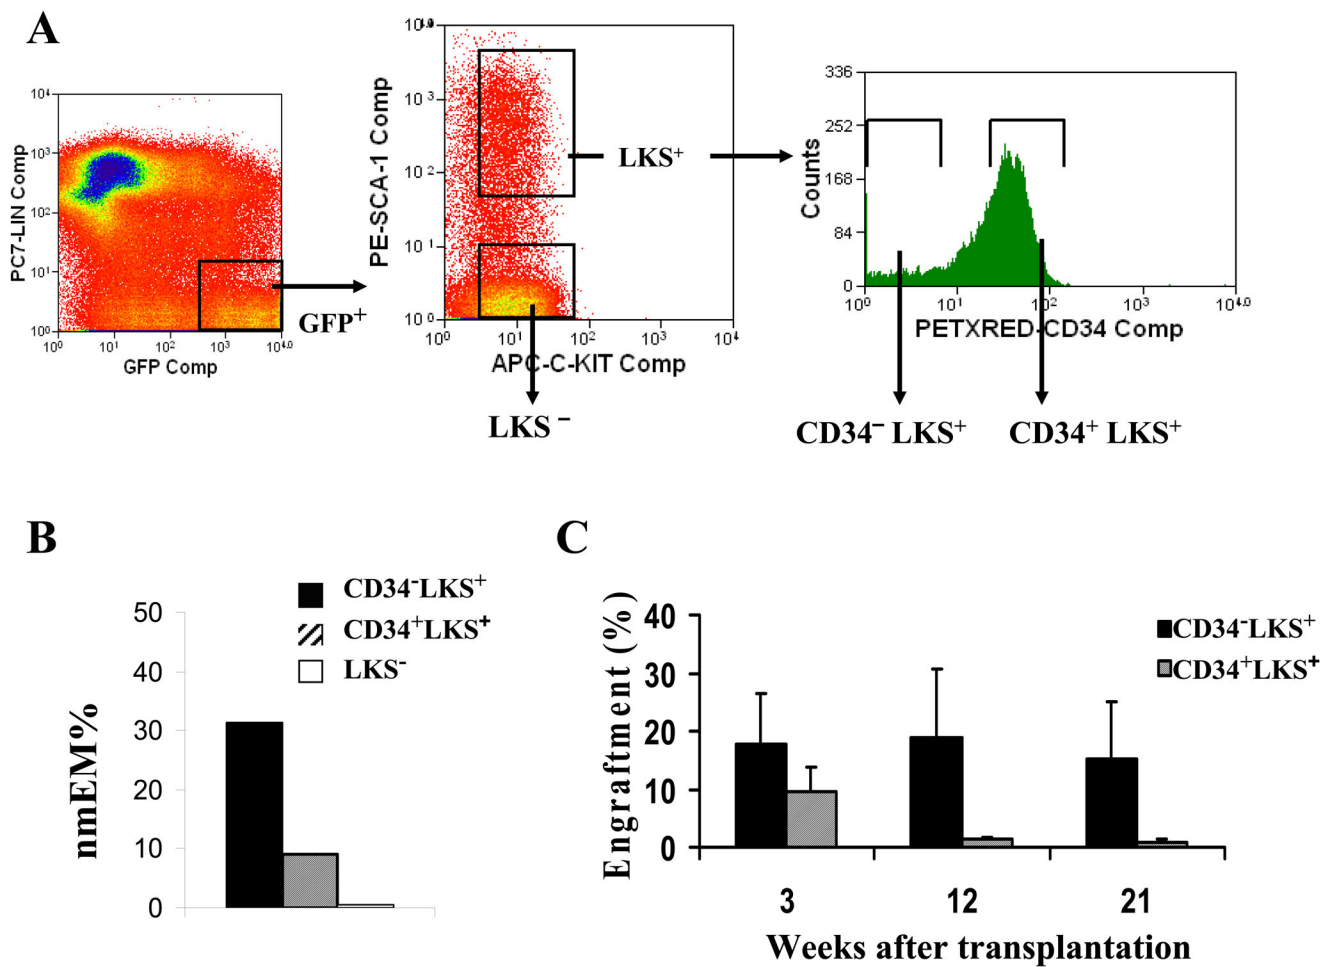 A
PC7-LIN Comp
10⁴
10³
10²
10¹
10⁰
10⁰ 10¹ 10² 10³ 10⁴·⁰
GFP Comp
GFP⁺
PE-SCA-1 Comp
10³
10²
10¹
10⁰
10⁰ 10¹ 10² 10³ 10⁴
APC-C-KIT Comp
LKS⁺
LKS⁻
Counts
336
252
168
84
0
10⁰ 10¹ 10² 10³ 10⁴·⁰
PETXRED-CD34 Comp
CD34⁻ LKS⁺
CD34⁺ LKS⁺
B
CD34⁻LKS⁺
CD34⁺LKS⁺
LKS⁻
nmEM%
50
40
30
20
10
0
C
CD34⁻LKS⁺
CD34⁺LKS⁺
Engraftment (%)
40
30
20
10
0
3 12 21
Weeks after transplantation